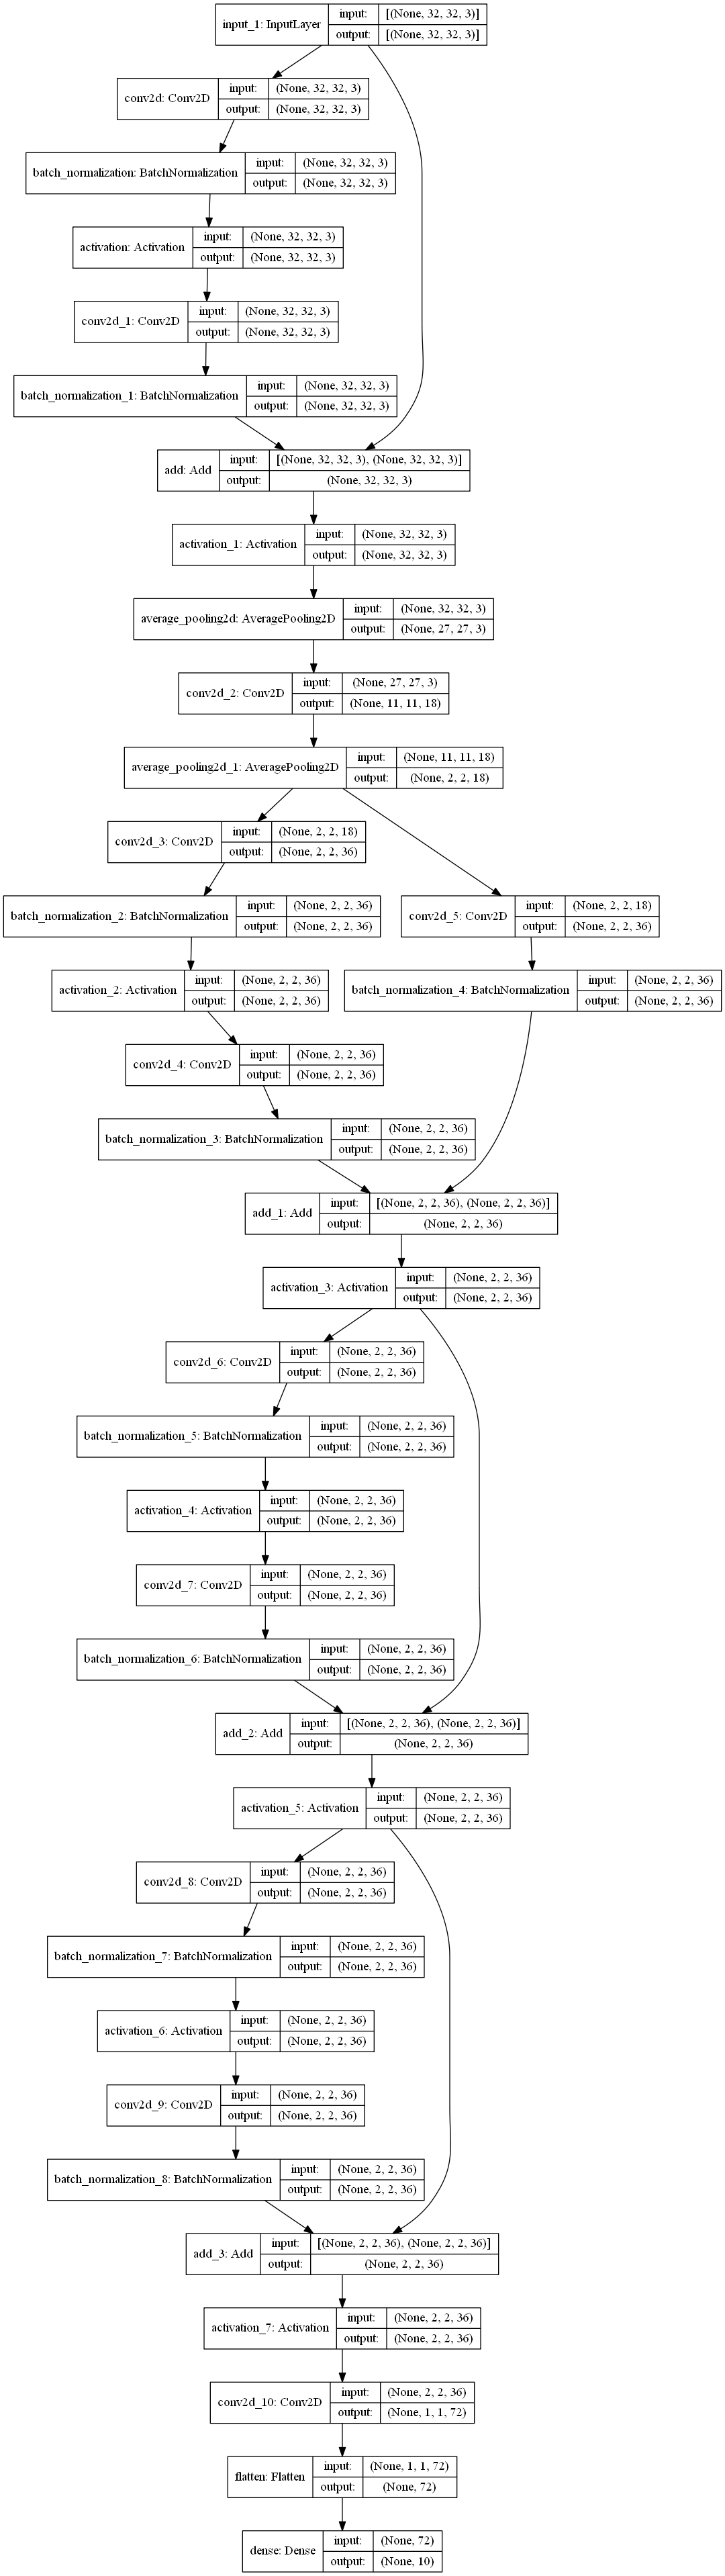 input_1: InputLayer
input: [(None, 32, 32, 3)]
output: [(None, 32, 32, 3)]
conv2d: Conv2D
input: (None, 32, 32, 3)
output: (None, 32, 32, 3)
batch_normalization: BatchNormalization
input: (None, 32, 32, 3)
output: (None, 32, 32, 3)
activation: Activation
input: (None, 32, 32, 3)
output: (None, 32, 32, 3)
conv2d_1: Conv2D
input: (None, 32, 32, 3)
output: (None, 32, 32, 3)
batch_normalization_1: BatchNormalization
input: (None, 32, 32, 3)
output: (None, 32, 32, 3)
add: Add
input: [(None, 32, 32, 3), (None, 32, 32, 3)]
output: (None, 32, 32, 3)
activation_1: Activation
input: (None, 32, 32, 3)
output: (None, 32, 32, 3)
average_pooling2d: AveragePooling2D
input: (None, 32, 32, 3)
output: (None, 27, 27, 3)
conv2d_2: Conv2D
input: (None, 27, 27, 3)
output: (None, 11, 11, 18)
average_pooling2d_1: AveragePooling2D
input: (None, 11, 11, 18)
output: (None, 2, 2, 18)
conv2d_3: Conv2D
input: (None, 2, 2, 18)
output: (None, 2, 2, 36)
batch_normalization_2: BatchNormalization
input: (None, 2, 2, 36)
output: (None, 2, 2, 36)
conv2d_5: Conv2D
input: (None, 2, 2, 18)
output: (None, 2, 2, 36)
activation_2: Activation
input: (None, 2, 2, 36)
output: (None, 2, 2, 36)
batch_normalization_4: BatchNormalization
input: (None, 2, 2, 36)
output: (None, 2, 2, 36)
conv2d_4: Conv2D
input: (None, 2, 2, 36)
output: (None, 2, 2, 36)
batch_normalization_3: BatchNormalization
input: (None, 2, 2, 36)
output: (None, 2, 2, 36)
add_1: Add
input: [(None, 2, 2, 36), (None, 2, 2, 36)]
output: (None, 2, 2, 36)
activation_3: Activation
input: (None, 2, 2, 36)
output: (None, 2, 2, 36)
conv2d_6: Conv2D
input: (None, 2, 2, 36)
output: (None, 2, 2, 36)
batch_normalization_5: BatchNormalization
input: (None, 2, 2, 36)
output: (None, 2, 2, 36)
activation_4: Activation
input: (None, 2, 2, 36)
output: (None, 2, 2, 36)
conv2d_7: Conv2D
input: (None, 2, 2, 36)
output: (None, 2, 2, 36)
batch_normalization_6: BatchNormalization
input: (None, 2, 2, 36)
output: (None, 2, 2, 36)
add_2: Add
input: [(None, 2, 2, 36), (None, 2, 2, 36)]
output: (None, 2, 2, 36)
activation_5: Activation
input: (None, 2, 2, 36)
output: (None, 2, 2, 36)
conv2d_8: Conv2D
input: (None, 2, 2, 36)
output: (None, 2, 2, 36)
batch_normalization_7: BatchNormalization
input: (None, 2, 2, 36)
output: (None, 2, 2, 36)
activation_6: Activation
input: (None, 2, 2, 36)
output: (None, 2, 2, 36)
conv2d_9: Conv2D
input: (None, 2, 2, 36)
output: (None, 2, 2, 36)
batch_normalization_8: BatchNormalization
input: (None, 2, 2, 36)
output: (None, 2, 2, 36)
add_3: Add
input: [(None, 2, 2, 36), (None, 2, 2, 36)]
output: (None, 2, 2, 36)
activation_7: Activation
input: (None, 2, 2, 36)
output: (None, 2, 2, 36)
conv2d_10: Conv2D
input: (None, 2, 2, 36)
output: (None, 1, 1, 72)
flatten: Flatten
input: (None, 1, 1, 72)
output: (None, 72)
dense: Dense
input: (None, 72)
output: (None, 10)